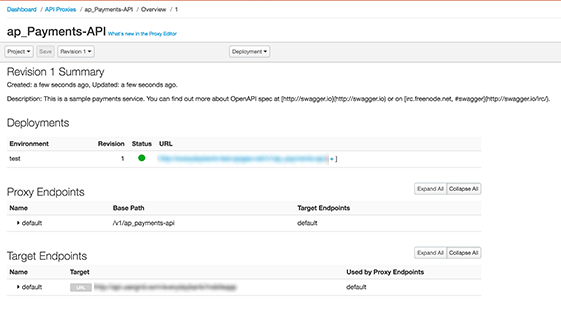 Dashboard / API Proxies / ap_Payments-API / Overview / 1
ap_Payments-API What's new in the Proxy Editor
Project Save Revision 1 Deployment
Revision 1 Summary
Created: a few seconds ago, Updated: a few seconds ago.
Description: This is a sample payments service. You can find out more about OpenAPI spec at [http://swagger.io](http://swagger.io) or on [irc.freenode.net, #swagger](http://swagger.io/irc/).
Deployments
Environment Revision Status URL
test 1 + ]
Proxy Endpoints Expand All Collapse All
Name Base Path Target Endpoints
default /v1/ap_payments-api default
Target Endpoints Expand All Collapse All
Name Target Used by Proxy Endpoints
default URL default